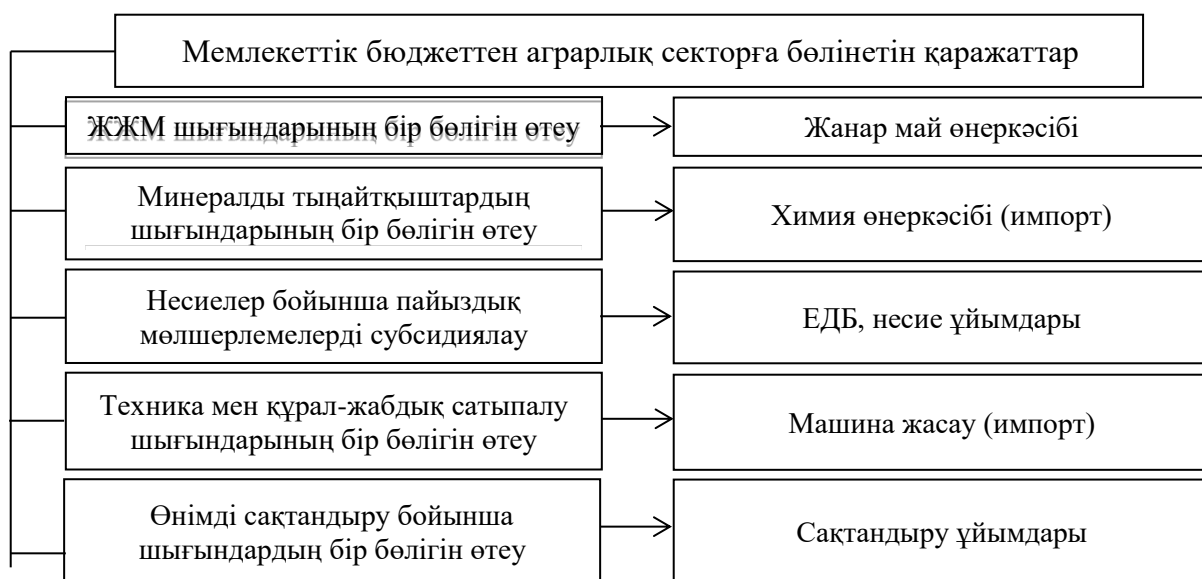 Мемлекеттік бюджеттен аграрлық секторға бөлінетін қаражаттар
ЖЖМ шығындарының бір бөлігін өтеу
Жанар май өнеркәсібі
Минералды тыңайтқыштардың
шығындарының бір бөлігін өтеу
Химия өнеркәсібі (импорт)
Несиелер бойынша пайыздық
мөлшерлемелерді субсидиялау
ЕДБ, несие ұйымдары
Техника мен құрал-жабдық сатыпалу
шығындарының бір бөлігін өтеу
Машина жасау (импорт)
Өнімді сақтандыру бойынша
шығындардың бір бөлігін өтеу
Сақтандыру ұйымдары